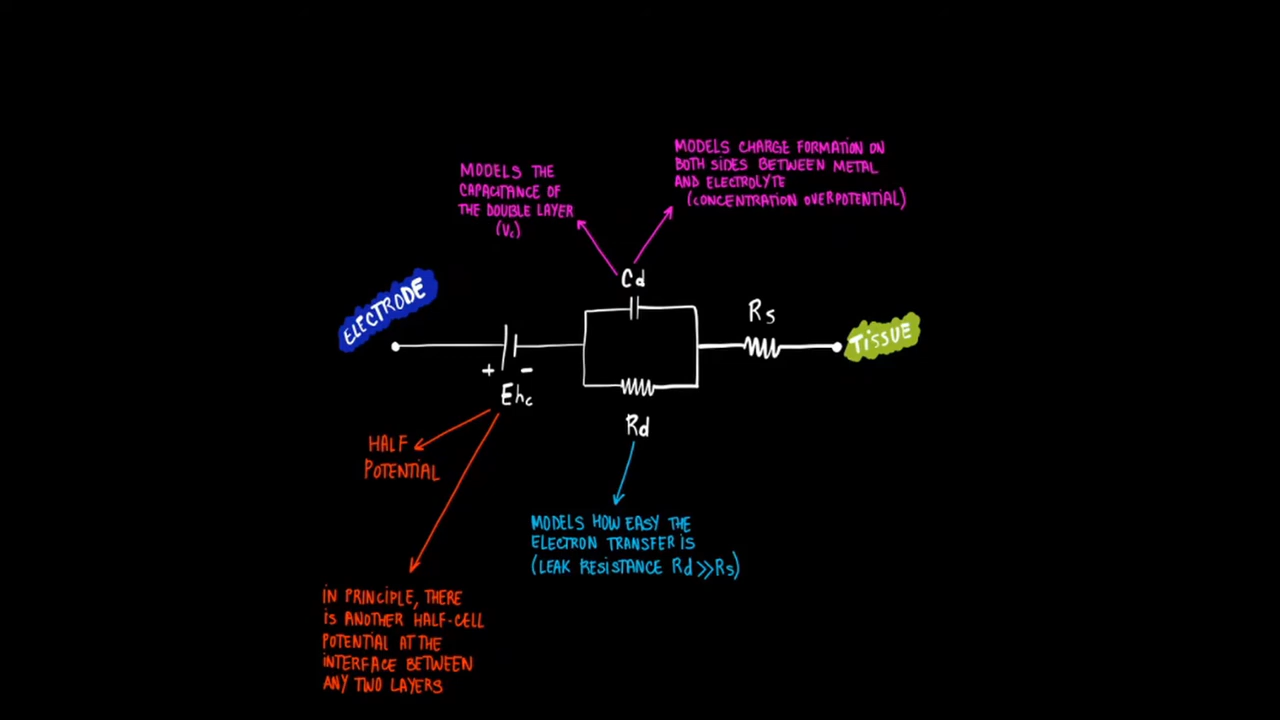 MODELS CHARGE FORMATION ON
BOTH SIDES BETWEEN METAL
AND ELECTROLYTE
(CONCENTRATION OVERPOTENTIAL)
MODELS THE
CAPACITANCE OF
THE DOUBLE LAYER
(Vc)
Cd
ELECTRODE
Rs
TISSUE
+ -
Ehc
Rd
HALF
POTENTIAL
MODELS HOW EASY THE
ELECTRON TRANSFER IS
(LEAK RESISTANCE Rd >> Rs)
IN PRINCIPLE, THERE
IS ANOTHER HALF-CELL
POTENTIAL AT THE
INTERFACE BETWEEN
ANY TWO LAYERS